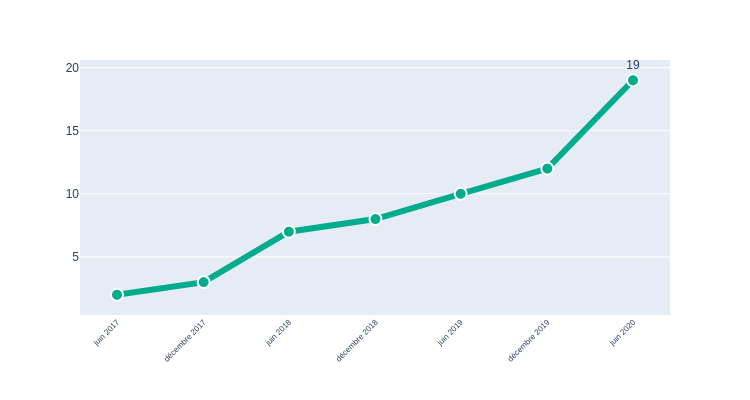 19
20
15
10
5
juin 2017
décembre 2017
juin 2018
décembre 2018
juin 2019
décembre 2019
juin 2020